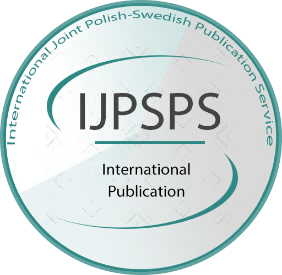 International Joint Polish-Swedish Publication Service
IJPSPS
International
Publication